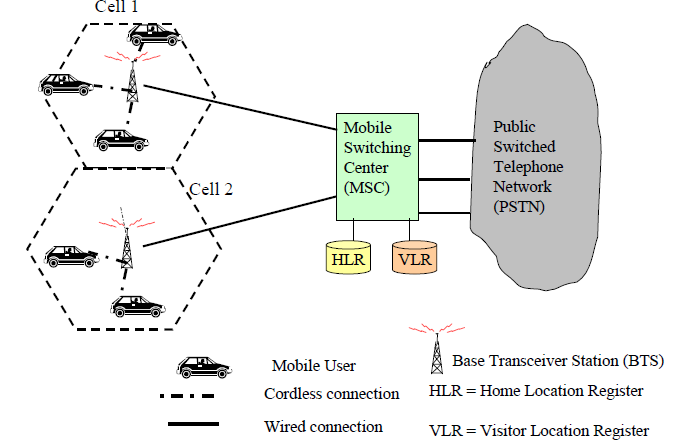 Cell 1
Mobile
Switching
Center
(MSC)
Public
Switched
Telephone
Network
(PSTN)
Cell 2
HLR
VLR
Mobile User
Base Transceiver Station (BTS)
Cordless connection
HLR = Home Location Register
Wired connection
VLR = Visitor Location Register